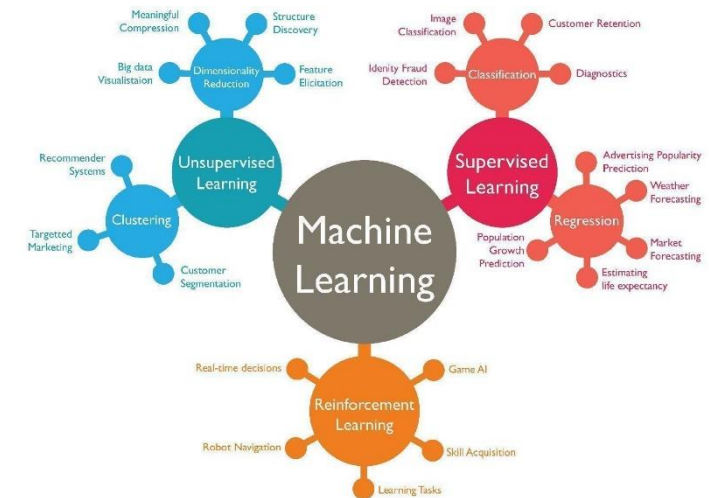 Meaningful
Compression
Structure
Discovery
Big data
Visualistaion
Dimensionality
Reduction
Feature
Elicitation
Image
Classification
Customer Retention
Idenity Fraud
Detection
Classification
Diagnostics
Recommender
Systems
Unsupervised
Learning
Clustering
Targetted
Marketing
Customer
Segmentation
Supervised
Learning
Advertising Popularity
Prediction
Weather
Forecasting
Regression
Population
Growth
Prediction
Market
Forecasting
Estimating
life expectancy
Machine
Learning
Real-time decisions
Game AI
Reinforcement
Learning
Robot Navigation
Skill Acquisition
Learning Tasks